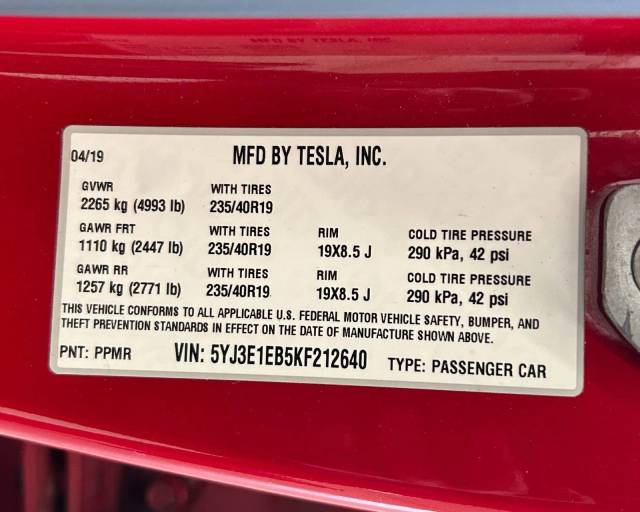 MFD BY TESLA, INC.
04/19 MFD BY TESLA, INC.
GVWR WITH TIRES
2265 kg (4993 lb) 235/40R19
GAWR FRT WITH TIRES RIM COLD TIRE PRESSURE
1110 kg (2447 lb) 235/40R19 19X8.5 J 290 kPa, 42 psi
GAWR RR WITH TIRES RIM COLD TIRE PRESSURE
1257 kg (2771 lb) 235/40R19 19X8.5 J 290 kPa, 42 psi
THIS VEHICLE CONFORMS TO ALL APPLICABLE U.S. FEDERAL MOTOR VEHICLE SAFETY, BUMPER, AND
THEFT PREVENTION STANDARDS IN EFFECT ON THE DATE OF MANUFACTURE SHOWN ABOVE.
PNT: PPMR VIN: 5YJ3E1EB5KF212640 TYPE: PASSENGER CAR